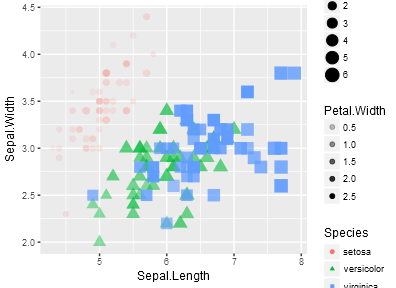 4.5
4.0
3.5
3.0
2.5
2.0
Sepal.Width
5
6
7
8
Sepal.Length
2
3
4
5
6
Petal.Width
0.5
1.0
1.5
2.0
2.5
Species
setosa
versicolor
virginica